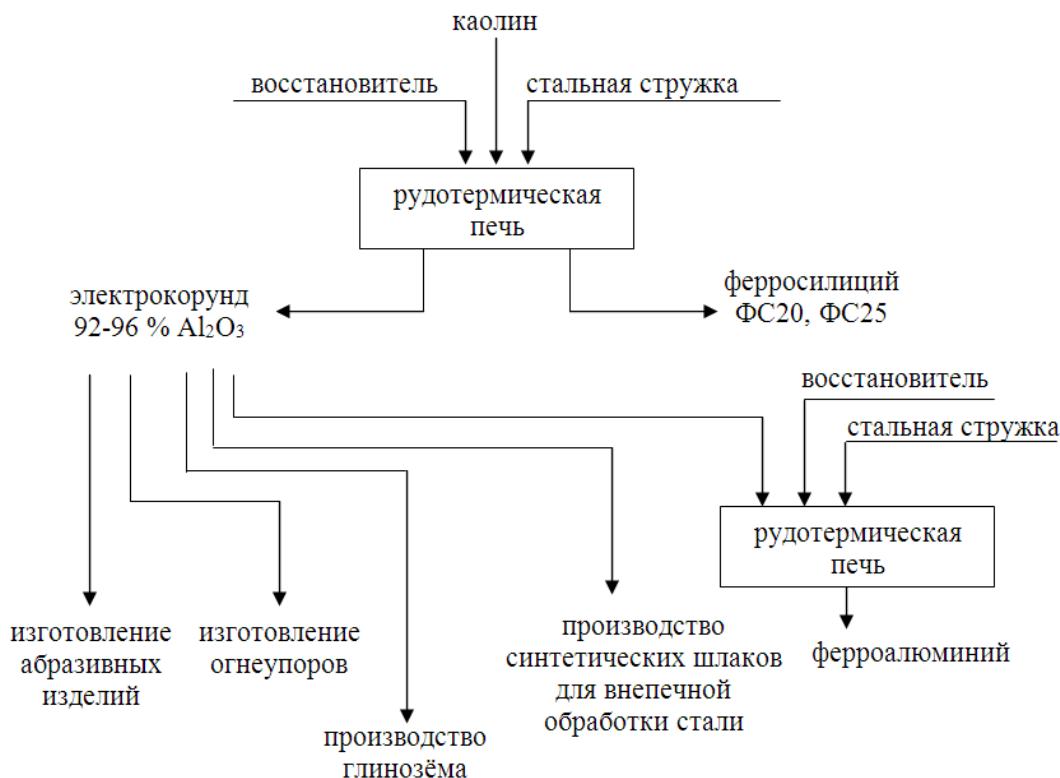 каолин
восстановитель
стальная стружка
рудотермическая
печь
электрокорунд
92-96 % Al₂O₃
ферросилиций
ФС20, ФС25
восстановитель
стальная стружка
рудотермическая
печь
изготовление
абразивных
изделий
изготовление
огнеупоров
производство
глинозёма
производство
синтетических шлаков
для внепечной
обработки стали
ферроалюминий